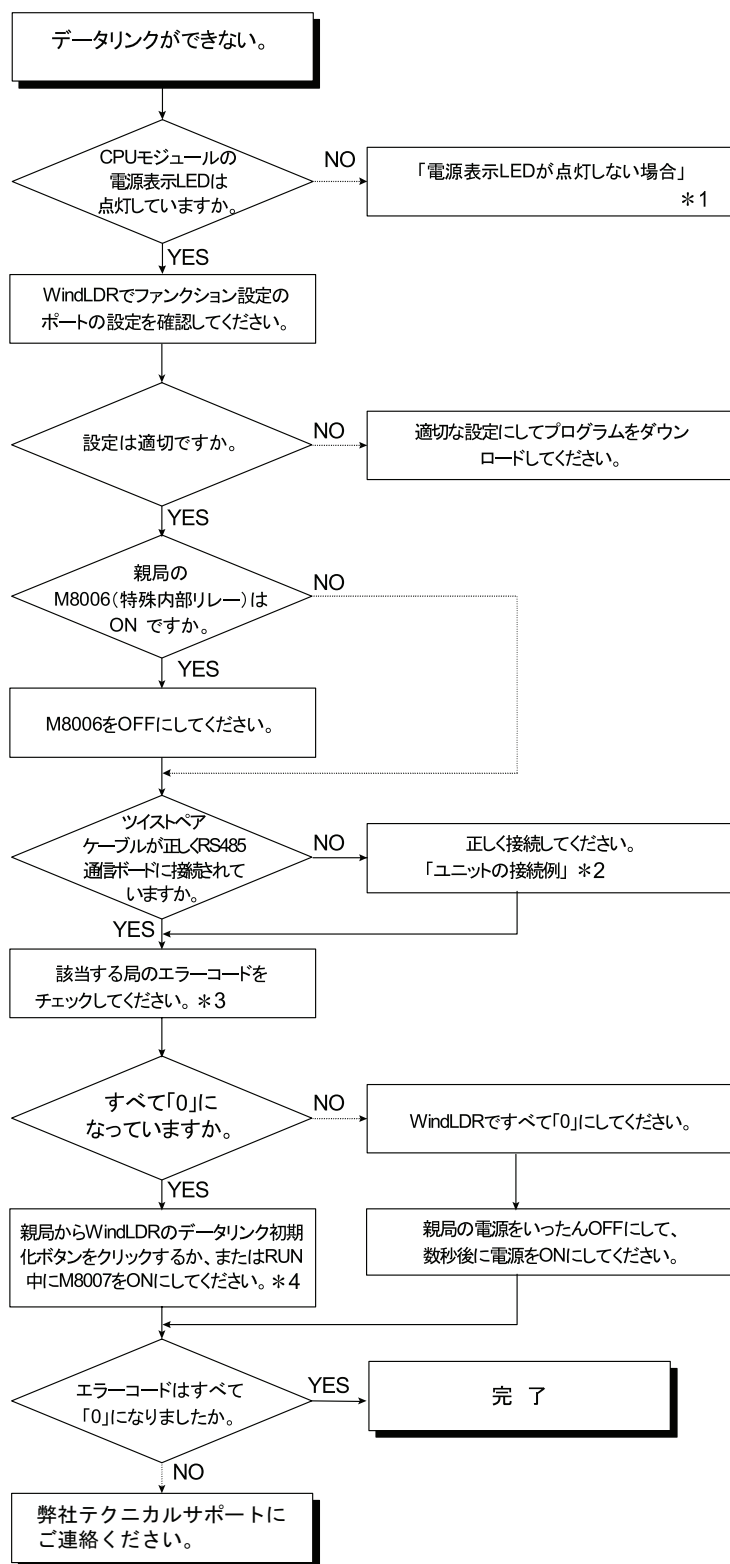 データリンクができない。
CPUモジュールの
電源表示LEDは
点灯していますか。
NO
「電源表示LEDが点灯しない場合」
＊1
YES
WindLDRでファンクション設定の
ポートの設定を確認してください。
設定は適切ですか。
NO
適切な設定にしてプログラムをダウン
ロードしてください。
YES
親局の
M8006（特殊内部リレー）は
ON ですか。
NO
YES
M8006をOFFにしてください。
ツイストペア
ケーブルが正しくRS485
通信ボードに接続されて
いますか。
NO
正しく接続してください。
「ユニットの接続例」＊2
YES
該当する局のエラーコードを
チェックしてください。＊3
すべて「0」に
なっていますか。
NO
WindLDRですべて「0」にしてください。
YES
親局からWindLDRのデータリンク初期
化ボタンをクリックするか、またはRUN
中にM8007をONにしてください。＊4
親局の電源をいったんOFFにして、
数秒後に電源をONにしてください。
エラーコードはすべて
「0」になりましたか。
YES
完 了
NO
弊社テクニカルサポートに
ご連絡ください。